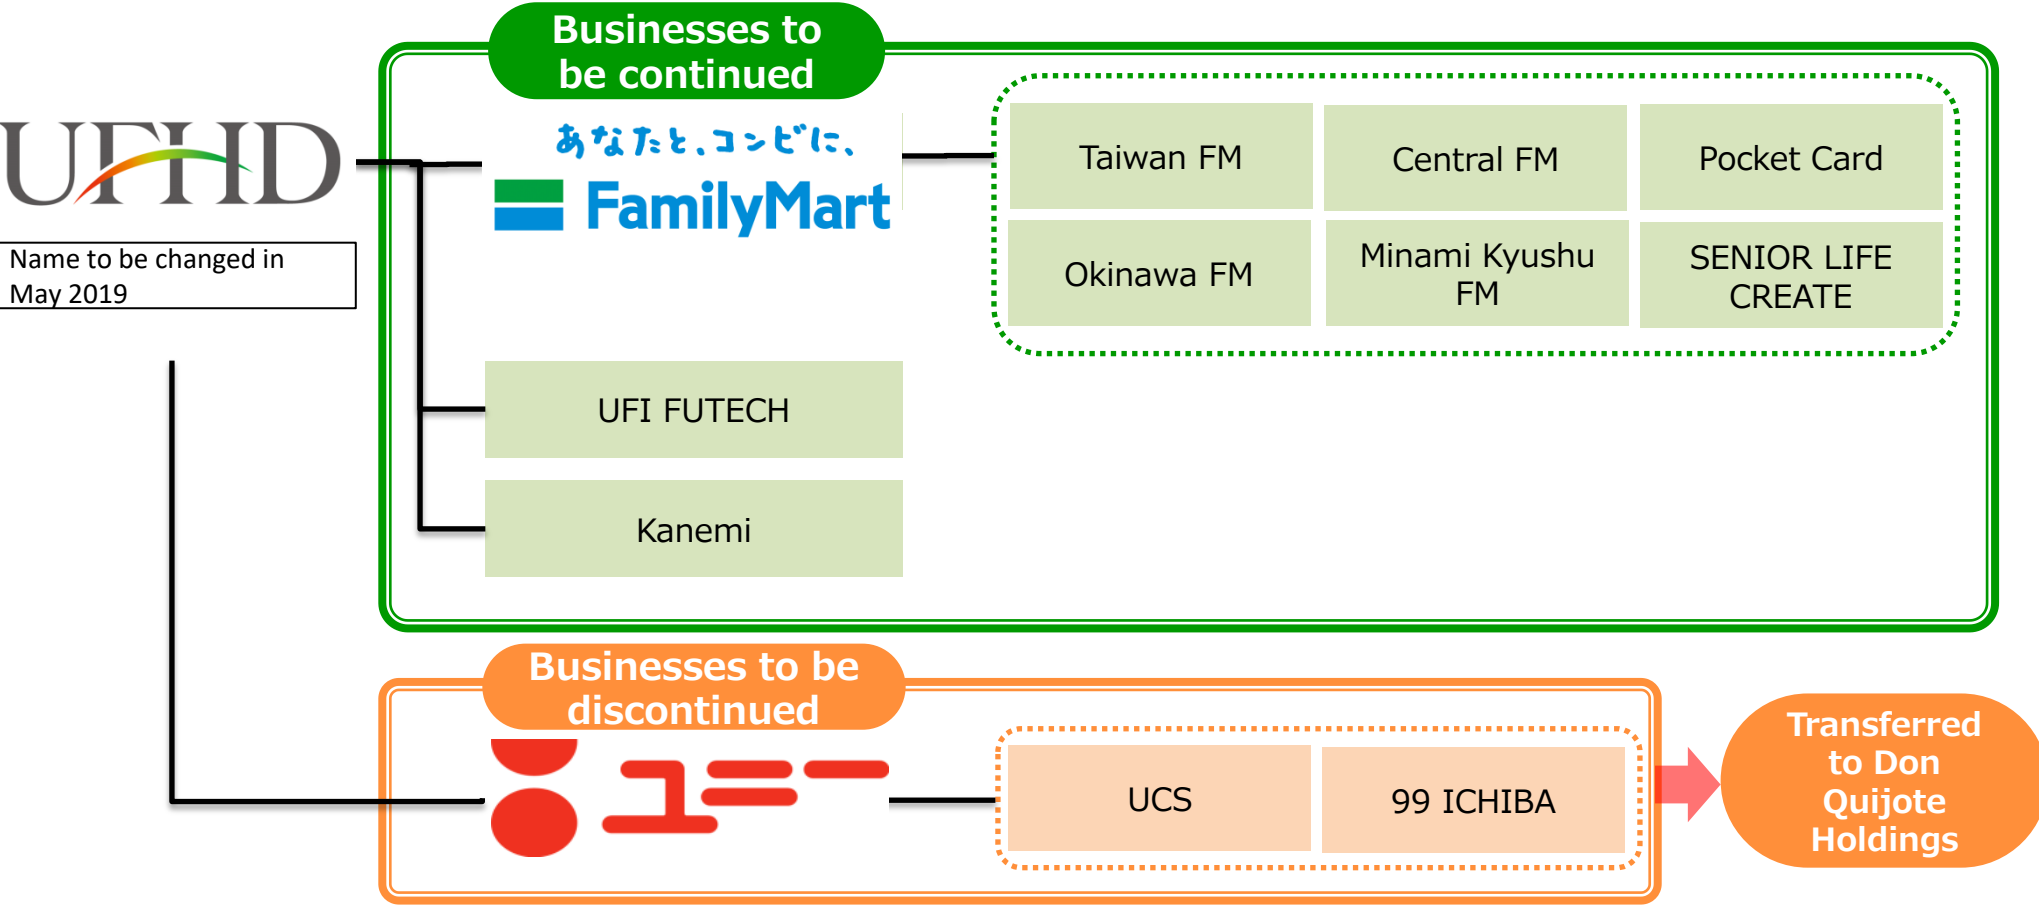 Businesses to
be continued
UFHD
Name to be changed in
May 2019
あなたと、コンビに、
FamilyMart
Taiwan FM
Central FM
Pocket Card
Okinawa FM
Minami Kyushu
FM
SENIOR LIFE
CREATE
UFI FUTECH
Kanemi
Businesses to be
discontinued
ユニー
UCS
99 ICHIBA
Transferred
to Don
Quijote
Holdings